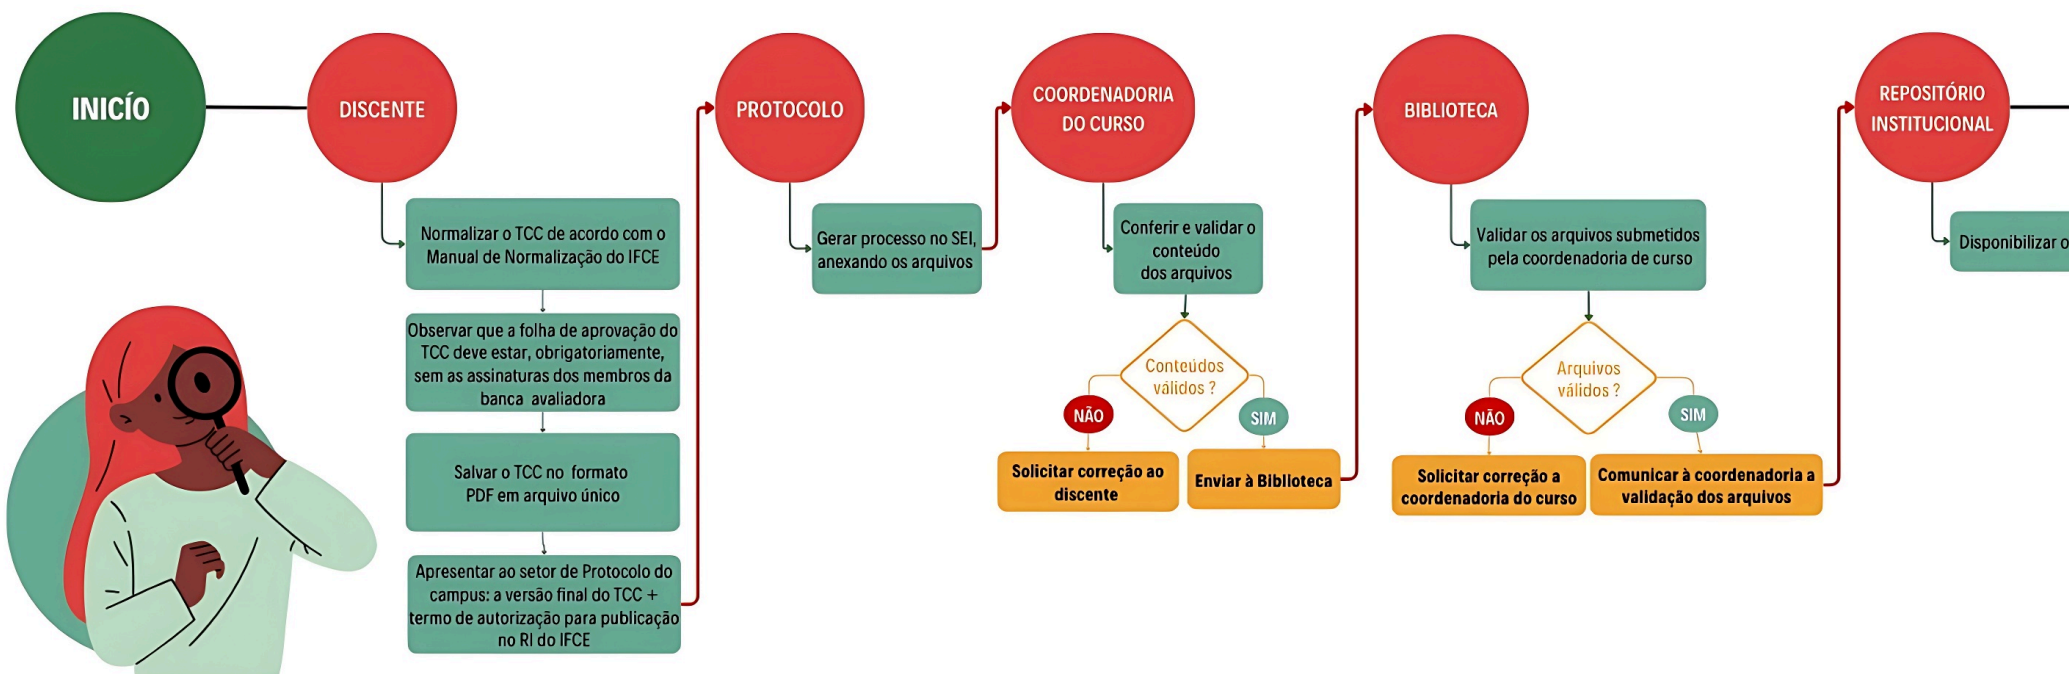 INICÍO
DISCENTE
Normalizar o TCC de acordo com o
Manual de Normalização do IFCE
Observar que a folha de aprovação do
TCC deve estar, obrigatoriamente,
sem as assinaturas dos membros da
banca avaliadora
Salvar o TCC no formato
PDF em arquivo único
Apresentar ao setor de Protocolo do
campus: a versão final do TCC +
termo de autorização para publicação
no RI do IFCE
PROTOCOLO
Gerar processo no SEI,
anexando os arquivos
COORDENADORIA
DO CURSO
Conferir e validar o
conteúdo
dos arquivos
Conteúdos
válidos ?
NÃO
SIM
Solicitar correção ao
discente
Enviar à Biblioteca
BIBLIOTECA
Validar os arquivos submetidos
pela coordenadoria de curso
Arquivos
válidos ?
NÃO
SIM
Solicitar correção a
coordenadoria do curso
Comunicar à coordenadoria a
validação dos arquivos
REPOSITÓRIO
INSTITUCIONAL
Disponibilizar o